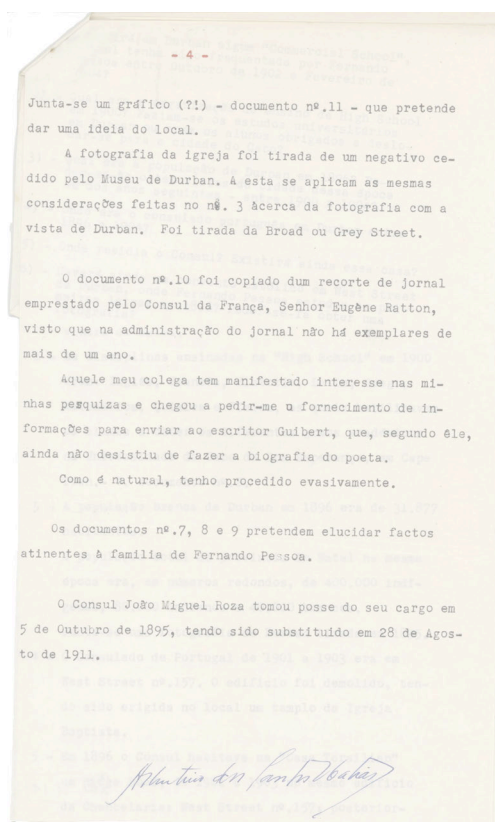 - 4 -
Junta-se um gráfico (?!) - documento nº.11 - que pretende
dar uma ideia do local.
A fotografia da igreja foi tirada de um negativo ce-
dido pelo Museu de Durban. A esta se aplicam as mesmas
considerações feitas no nº. 3 àcerca da fotografia com a
vista de Durban. Foi tirada da Broad ou Grey Street.
O documento nº.10 foi copiado dum recorte de jornal
emprestado pelo Consul da França, Senhor Eugène Ratton,
visto que na administração do jornal não há exemplares de
mais de um ano.
Aquele meu colega tem manifestado interesse nas mi-
nhas pesquizas e chegou a pedir-me o fornecimento de in-
formações para enviar ao escritor Guibert, que, segundo êle,
ainda não desistiu de fazer a biografia do poeta.
Como é natural, tenho procedido evasivamente.
Os documentos nº.7, 8 e 9 pretendem elucidar factos
atinentes à familia de Fernando Pessoa.
O Consul João Miguel Roza tomou posse do seu cargo em
5 de Outubro de 1895, tendo sido substituido em 28 de Agos-
to de 1911.